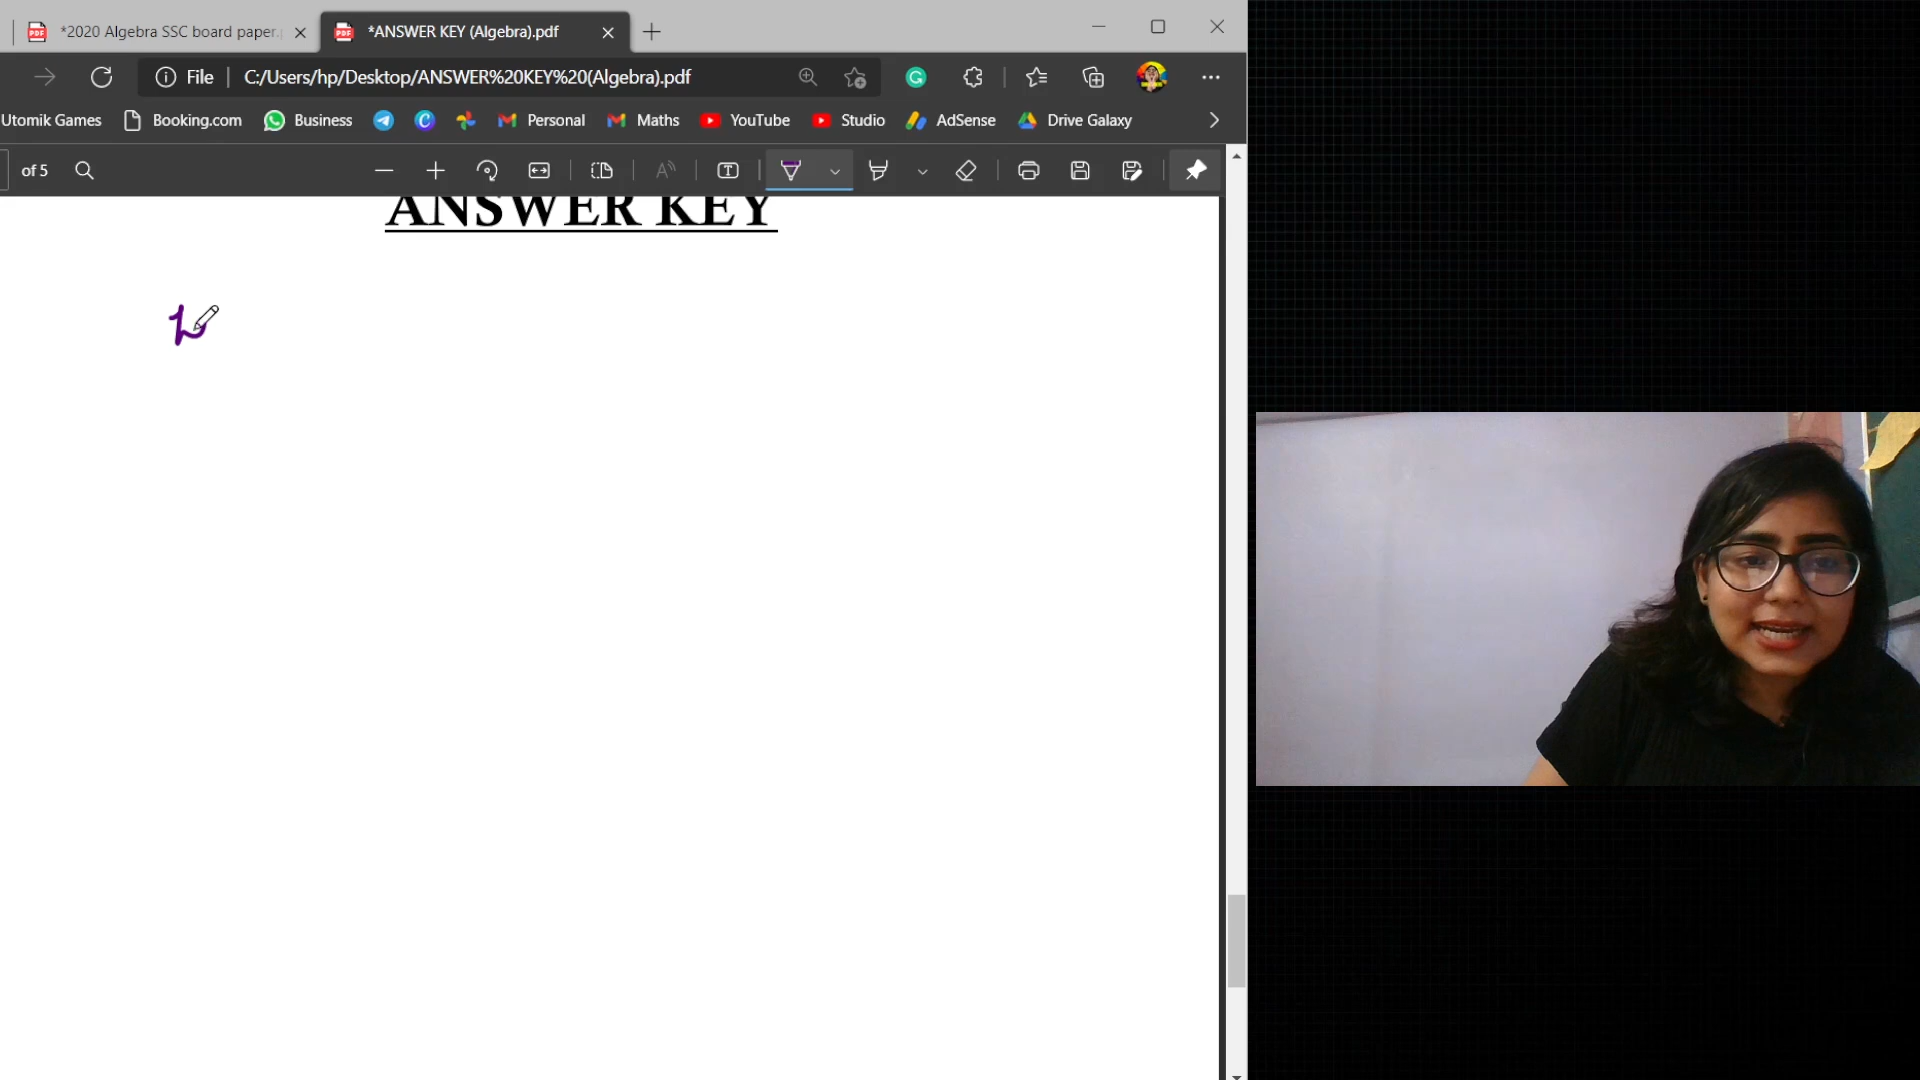 *2020 Algebra SSC board paper.p
*ANSWER KEY (Algebra).pdf
File C:/Users/hp/Desktop/ANSWER%20KEY%20(Algebra).pdf
Utomik Games Booking.com Business Personal Maths YouTube Studio AdSense Drive Galaxy
of 5
ANSWER KEY